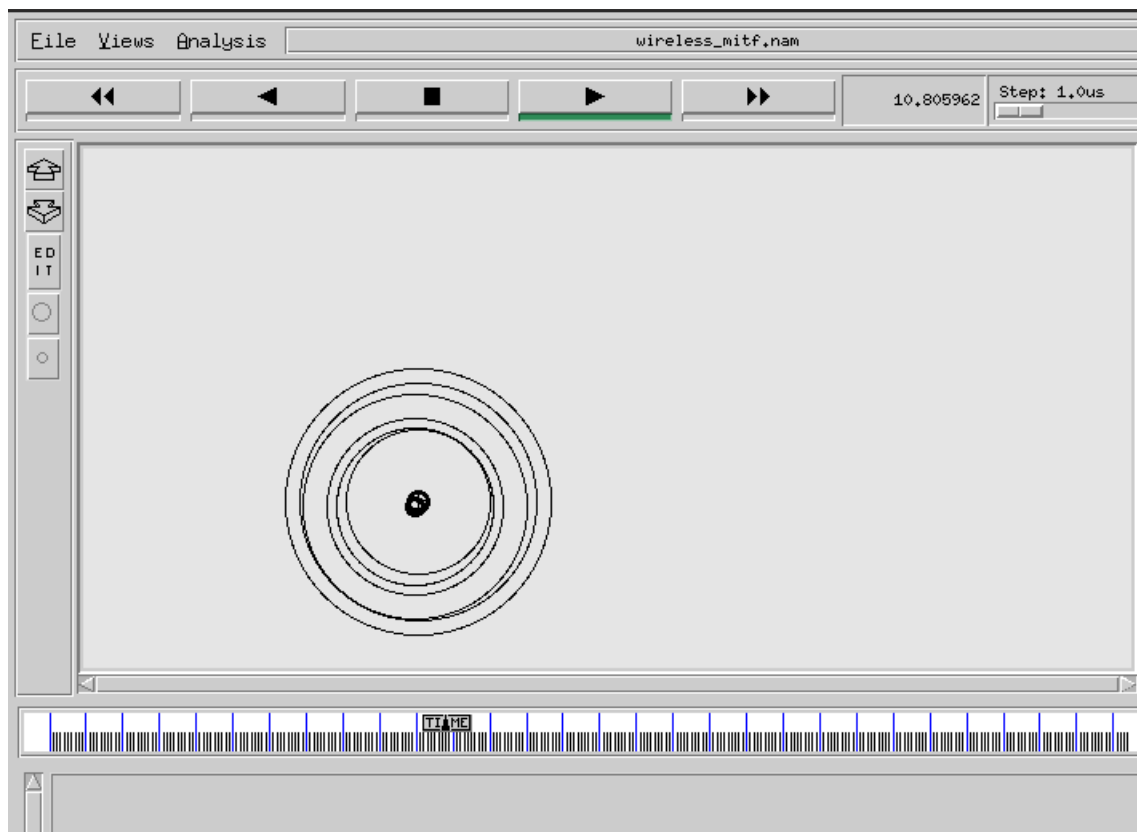 File Views Analysis wireless_mitf.nam
10.805962 Step: 1.0us
ED
IT
TIME